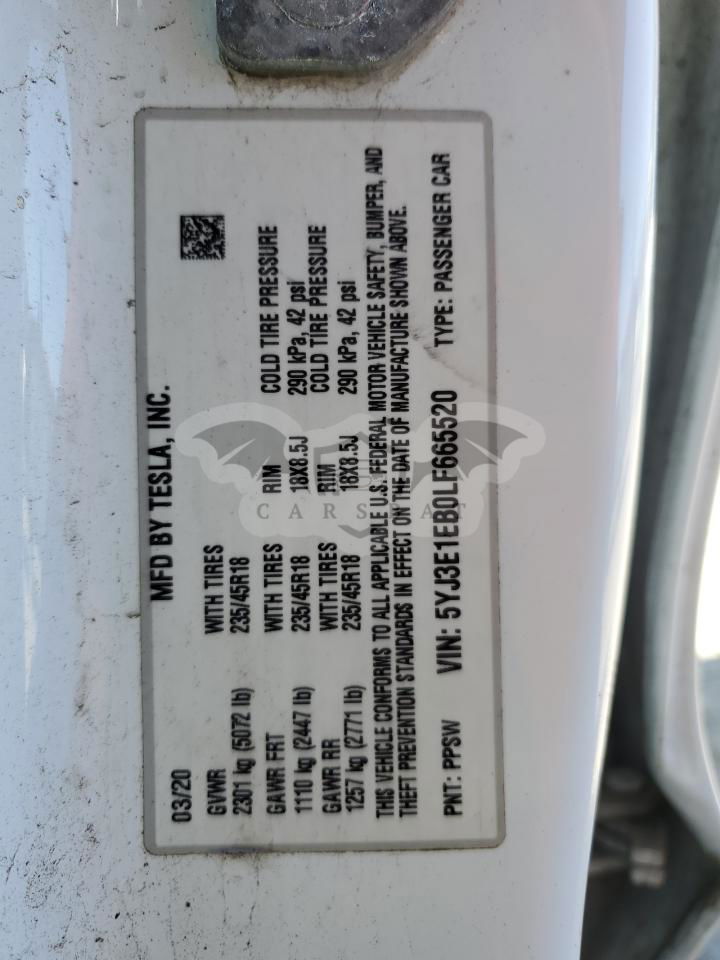 MFD BY TESLA, INC.
03/20
GVWR WITH TIRES
2301 kg (5072 lb) 235/45R18
GAWR FRT WITH TIRES RIM COLD TIRE PRESSURE
1110 kg (2447 lb) 235/45R18 18X8.5J 290 kPa, 42 psi
GAWR RR WITH TIRES RIM COLD TIRE PRESSURE
1257 kg (2771 lb) 235/45R18 18X8.5J 290 kPa, 42 psi
THIS VEHICLE CONFORMS TO ALL APPLICABLE U.S. FEDERAL MOTOR VEHICLE SAFETY, BUMPER, AND
THEFT PREVENTION STANDARDS IN EFFECT ON THE DATE OF MANUFACTURE SHOWN ABOVE.
PNT: PPSW VIN: 5YJ3E1EB0LF665520 TYPE: PASSENGER CAR